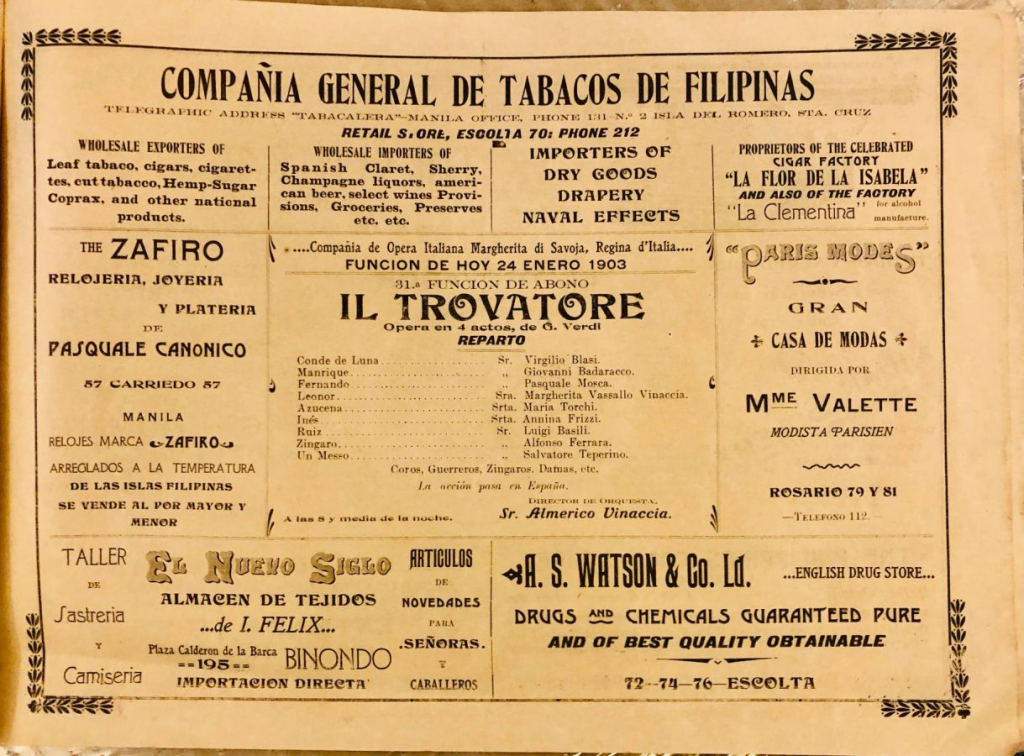 COMPAÑIA GENERAL DE TABACOS DE FILIPINAS
TELEGRAPHIC ADDRESS "TABACALERA"-MANILA OFFICE, PHONE 131-N.º 2 ISLA DEL ROMERO, STA. CRUZ
RETAIL S.ORE, ESCOLTA 70: PHONE 212
WHOLESALE EXPORTERS OF
Leaf tabaco, cigars, cigaret-
tes, cut tabacco, Hemp-Sugar
Coprax, and other national
products.
WHOLESALE IMPORTERS OF
Spanish Claret, Sherry,
Champagne liquors, ameri-
can beer, select wines Provi-
sions, Groceries, Preserves
etc. etc.
IMPORTERS OF
DRY GOODS
DRAPERY
NAVAL EFFECTS
PROPRIETORS OF THE CELEBRATED
CIGAR FACTORY
"LA FLOR DE LA ISABELA"
AND ALSO OF THE FACTORY
"La Clementina" for alcohol
manufacture.
THE ZAFIRO
RELOJERIA, JOYERIA
Y PLATERIA
DE
PASQUALE CANONICO
57 CARRIEDO 57
MANILA
RELOJES MARCA ZAFIRO
ARREGLADOS A LA TEMPERATURA
DE LAS ISLAS FILIPINAS
SE VENDE AL POR MAYOR Y
MENOR
....Compañia de Opera Italiana Margherita di Savoja, Regina d'Italia....
FUNCION DE HOY 24 ENERO 1903
31.ª FUNCION DE ABONO
IL TROVATORE
Opera en 4 actos, de G. Verdi
REPARTO
Conde de Luna........................ Sr. Virgilio Blasi.
Manrique........................ „ Giovanni Badaracco.
Fernando........................ „ Pasquale Mosca.
Leonor........................ Sra. Margherita Vassallo Vinaccia.
Azucena........................ Srta. Maria Torchi.
Inés........................ Srta. Annina Frizzi.
Ruiz........................ Sr. Luigi Basili.
Zingaro........................ „ Alfonso Ferrara.
Un Messo........................ „ Salvatore Teperino.
Coros, Guerreros, Zingaros, Damas, etc.
La acción pasa en España.
DIRECTOR DE ORQUESTA.
A las 8 y media de la noche. Sr. Almerico Vinaccia.
"PARIS MODES"
GRAN
CASA DE MODAS
DIRIGIDA POR
MME VALETTE
MODISTA PARISIEN
ROSARIO 79 Y 81
—TELEFONO 112.—
TALLER
DE
Sastreria
Y
Camiseria
EL NUEVO SIGLO
ALMACEN DE TEJIDOS
...de I. FELIX...
Plaza Calderon de la Barca
==195== BINONDO
IMPORTACION DIRECTA
ARTICULOS
DE
NOVEDADES
PARA
.SEÑORAS.
Y
CABALLEROS
A. S. WATSON & Co. Ld. ...ENGLISH DRUG STORE...
DRUGS AND CHEMICALS GUARANTEED PURE
AND OF BEST QUALITY OBTAINABLE
72—74—76—ESCOLTA